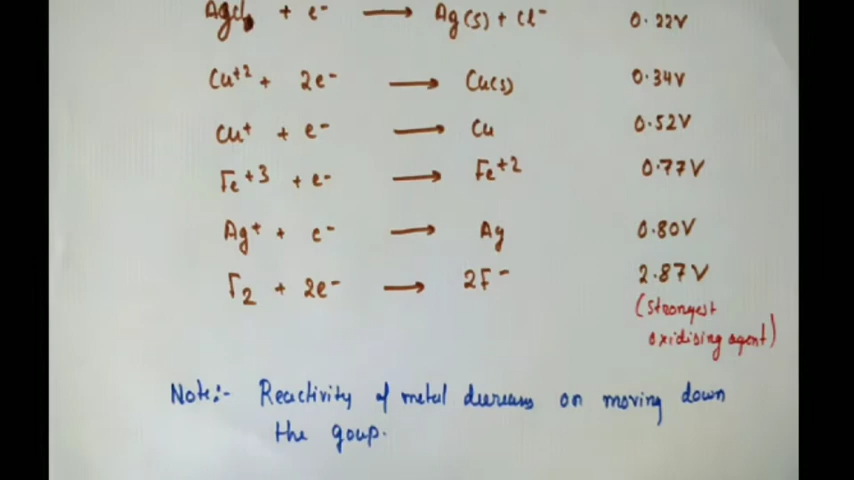 AgCl + e⁻ → Ag(s) + Cl⁻ 0.22V
Cu⁺² + 2e⁻ → Cu(s) 0.34V
Cu⁺ + e⁻ → Cu 0.52V
Fe⁺³ + e⁻ → Fe⁺² 0.77V
Ag⁺ + e⁻ → Ag 0.80V
F₂ + 2e⁻ → 2F⁻ 2.87V
(Strongest
oxidising agent)
Note:- Reactivity of metal decreases on moving down
the goup.